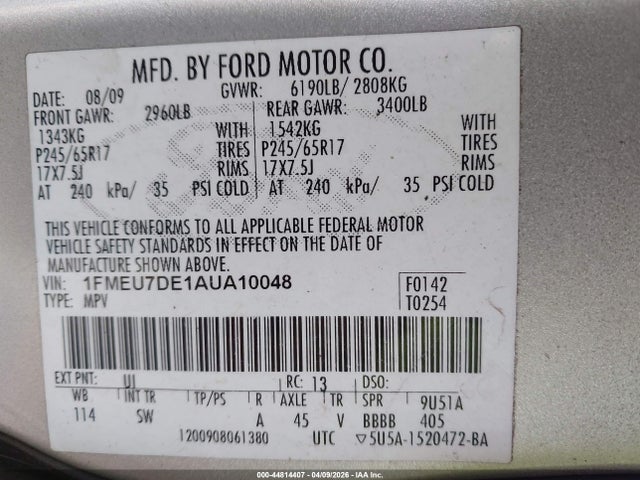 MFD. BY FORD MOTOR CO.
DATE: 08/09 GVWR: 6190LB/ 2808KG
FRONT GAWR: 2960LB REAR GAWR: 3400LB
1343KG WITH 1542KG WITH
P245/65R17 TIRES P245/65R17 TIRES
17X7.5J RIMS 17X7.5J RIMS
AT 240 kPa/ 35 PSI COLD AT 240 kPa/ 35 PSI COLD
THIS VEHICLE CONFORMS TO ALL APPLICABLE FEDERAL MOTOR
VEHICLE SAFETY STANDARDS IN EFFECT ON THE DATE OF
MANUFACTURE SHOWN ABOVE.
VIN: 1FMEU7DE1AUA10048 F0142
TYPE: MPV T0254
EXT PNT: UI RC: 13 DSO:
WB INT TR TP/PS R AXLE TR SPR 9U51A
114 SW A 45 V BBBB 405
1200908061380 UTC ▽5U5A-1520472-BA
000-44814407 - 04/09/2026 - IAAI.COM